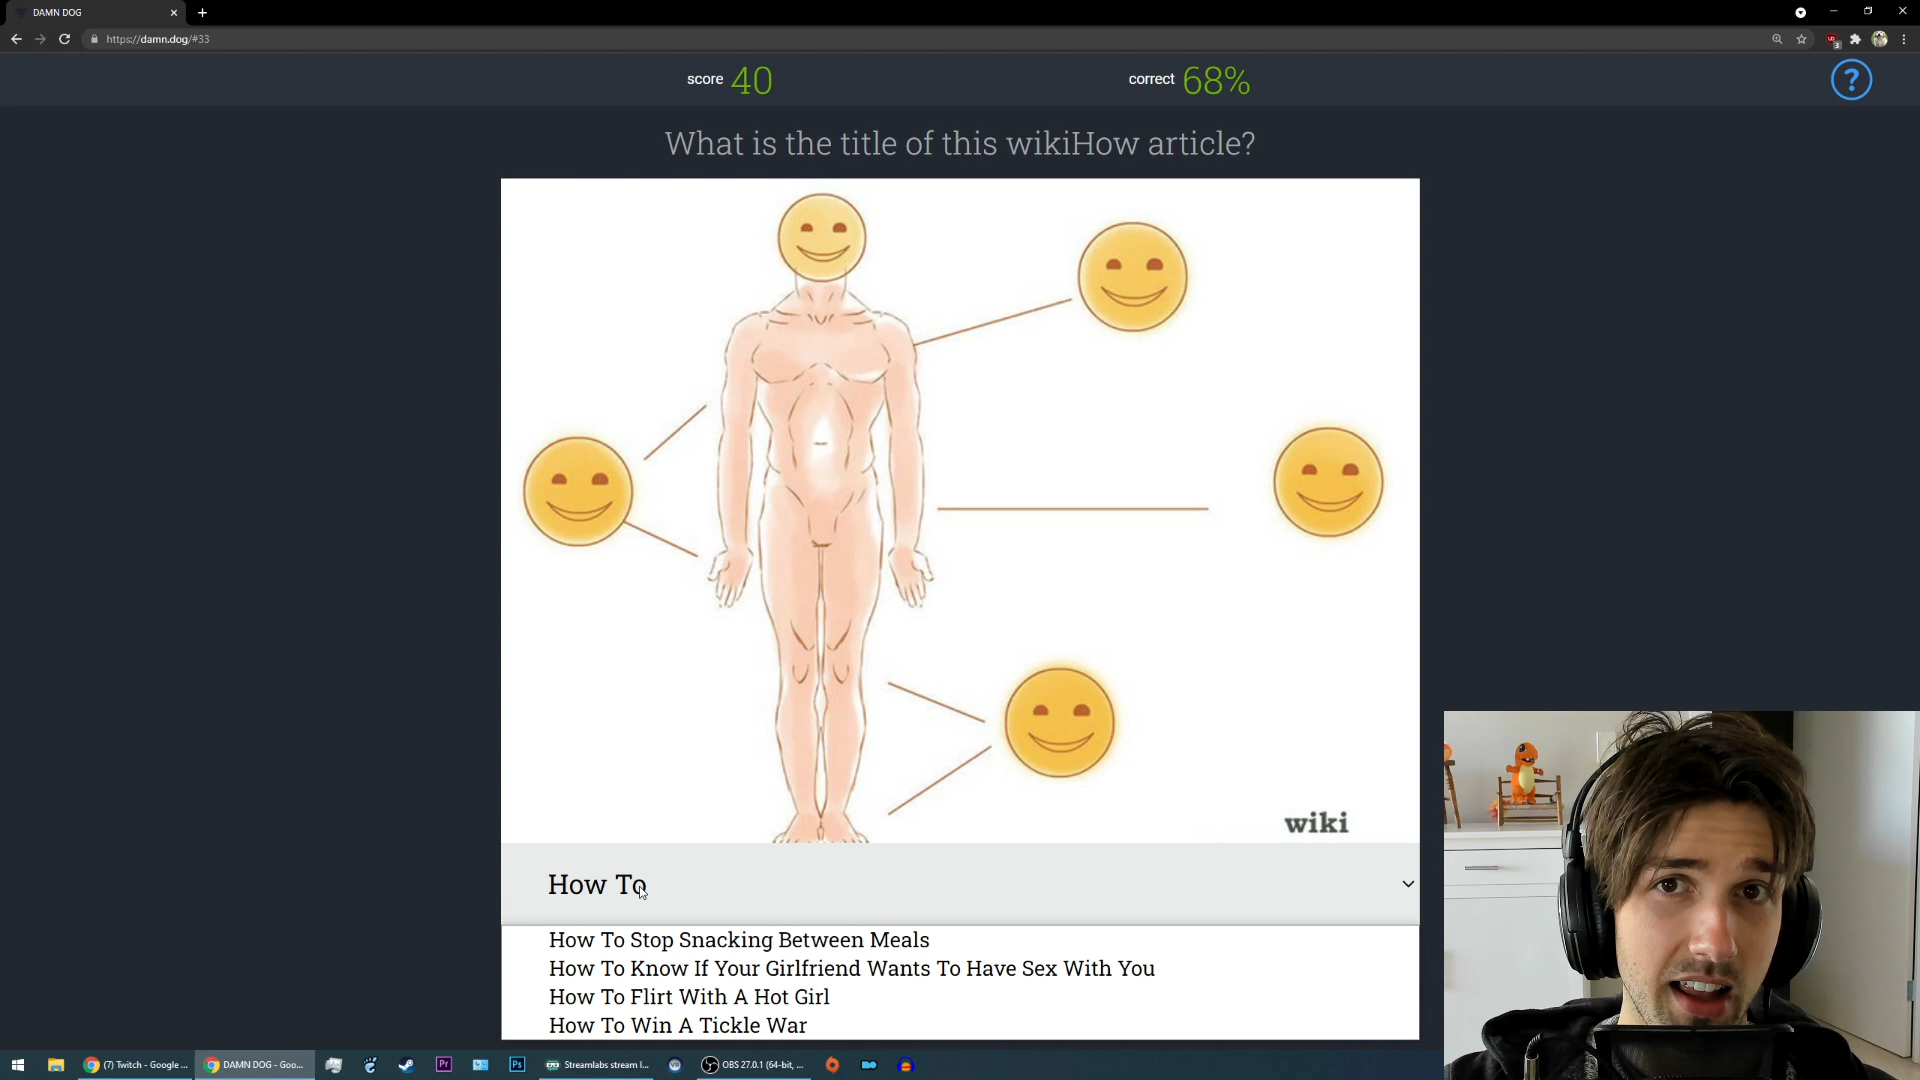 DAMN DOG
https://damn.dog/#33
score 40
correct 68%
?
What is the title of this wikiHow article?
wiki
How To
How To Stop Snacking Between Meals
How To Know If Your Girlfriend Wants To Have Sex With You
How To Flirt With A Hot Girl
How To Win A Tickle War
(7) Twitch - Google ...
DAMN DOG - Goo...
Pr
Ps
Streamlabs stream l...
OBS 27.0.1 (64-bit, ...